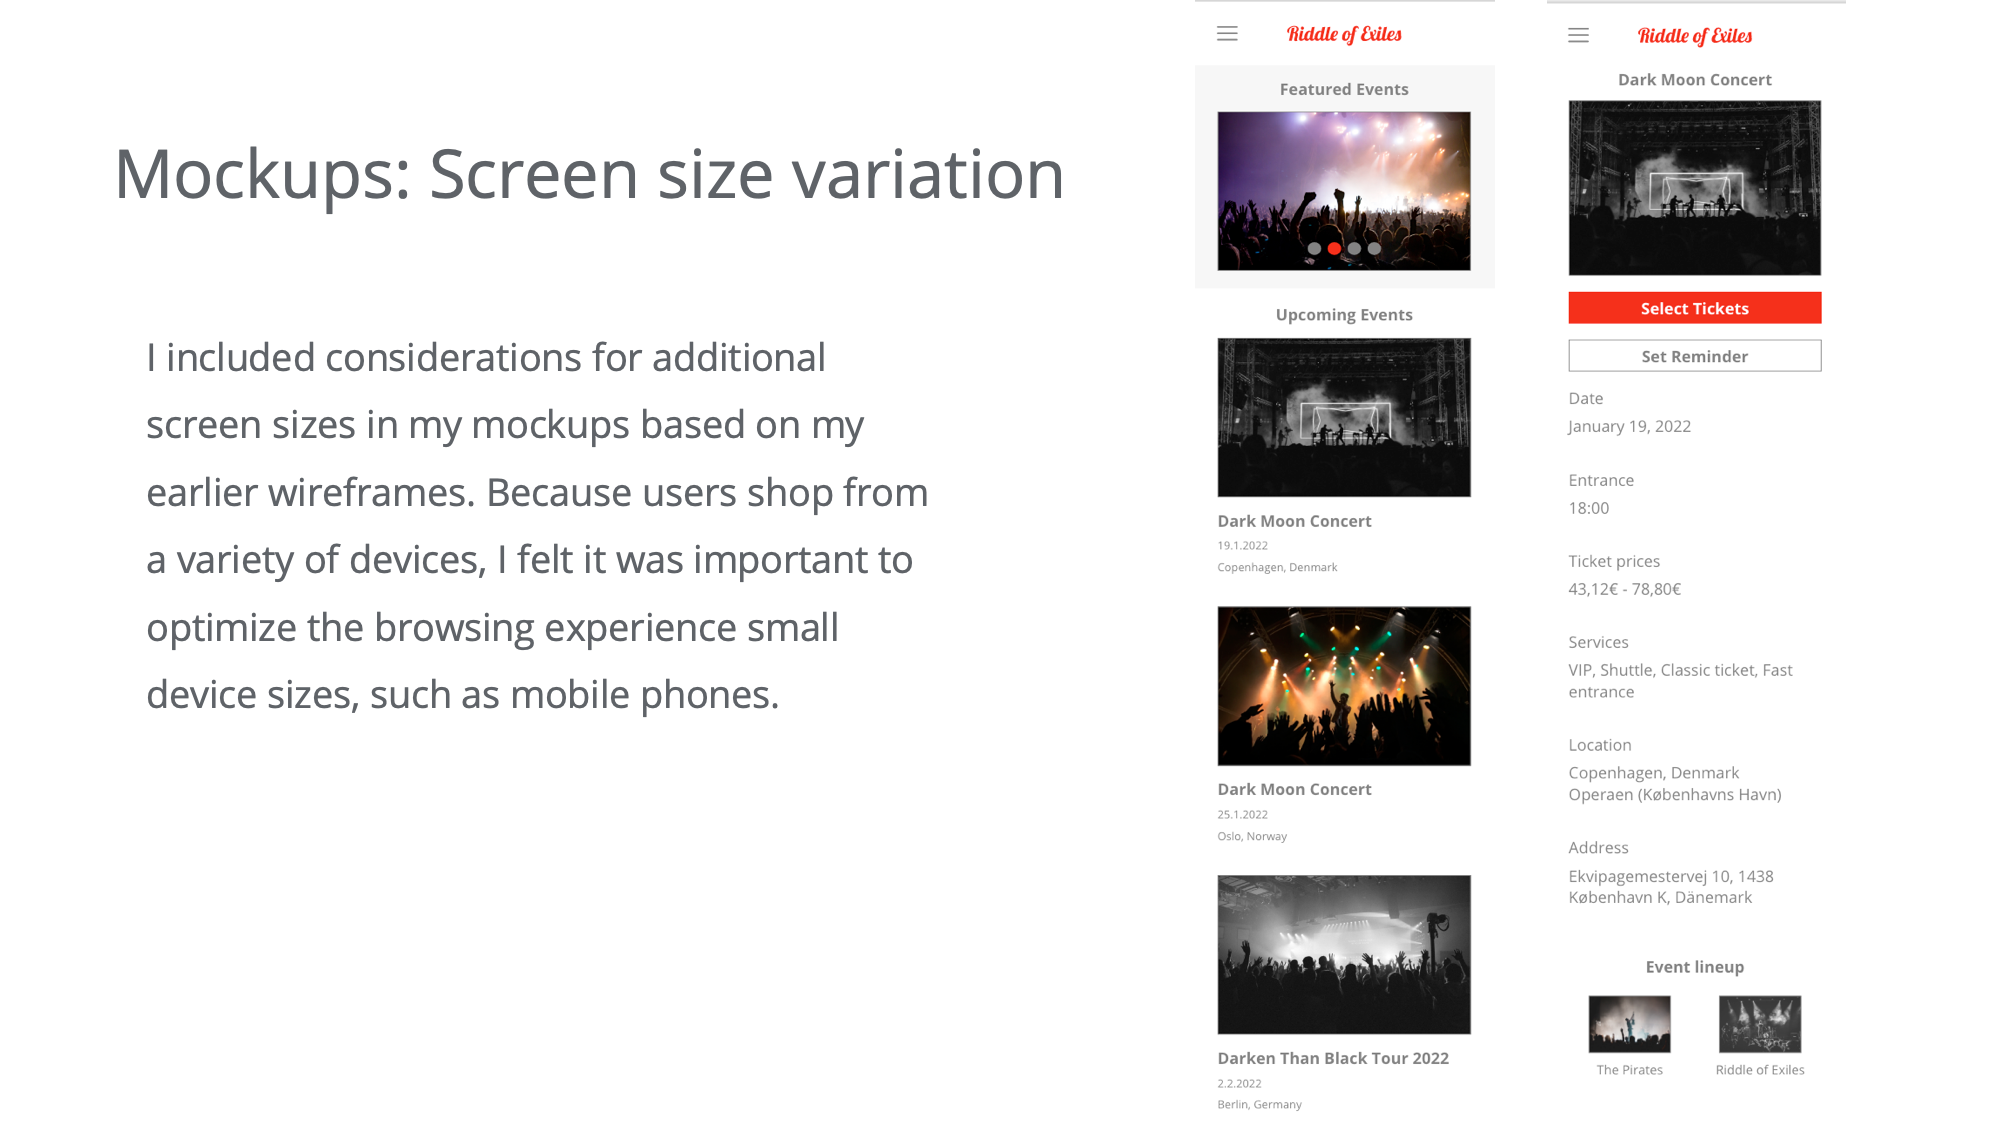 Mockups: Screen size variation
I included considerations for additional
screen sizes in my mockups based on my
earlier wireframes. Because users shop from
a variety of devices, I felt it was important to
optimize the browsing experience small
device sizes, such as mobile phones.
Riddle of Exiles
Featured Events
Upcoming Events
Dark Moon Concert
19.1.2022
Copenhagen, Denmark
Dark Moon Concert
25.1.2022
Oslo, Norway
Darken Than Black Tour 2022
2.2.2022
Berlin, Germany
Riddle of Exiles
Dark Moon Concert
Select Tickets
Set Reminder
Date
January 19, 2022
Entrance
18:00
Ticket prices
43,12€ - 78,80€
Services
VIP, Shuttle, Classic ticket, Fast
entrance
Location
Copenhagen, Denmark
Operaen (Københavns Havn)
Address
Ekvipagemestervej 10, 1438
København K, Dänemark
Event lineup
The Pirates
Riddle of Exiles